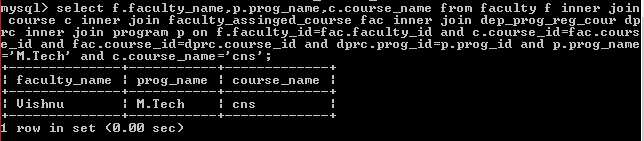 mysql> select f.faculty_name,p.prog_name,c.course_name from faculty f inner join
course c inner join faculty_assinged_course fac inner join dep_prog_reg_cour dp
rc inner join program p on f.faculty_id=fac.faculty_id and c.course_id=fac.cours
e_id and fac.course_id=dprc.course_id and dprc.prog_id=p.prog_id and p.prog_name
='M.Tech' and c.course_name='cns';
+--------------+-----------+-------------+
| faculty_name | prog_name | course_name |
+--------------+-----------+-------------+
| Vishnu       | M.Tech    | cns         |
+--------------+-----------+-------------+
1 row in set (0.00 sec)